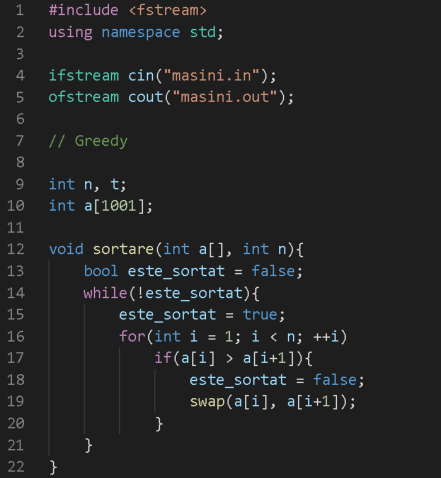 1 #include <fstream>
2 using namespace std;
3
4 ifstream cin("masini.in");
5 ofstream cout("masini.out");
6
7 // Greedy
8
9 int n, t;
10 int a[1001];
11
12 void sortare(int a[], int n){
13     bool este_sortat = false;
14     while(!este_sortat){
15         este_sortat = true;
16         for(int i = 1; i < n; ++i)
17             if(a[i] > a[i+1]){
18                 este_sortat = false;
19                 swap(a[i], a[i+1]);
20             }
21     }
22 }